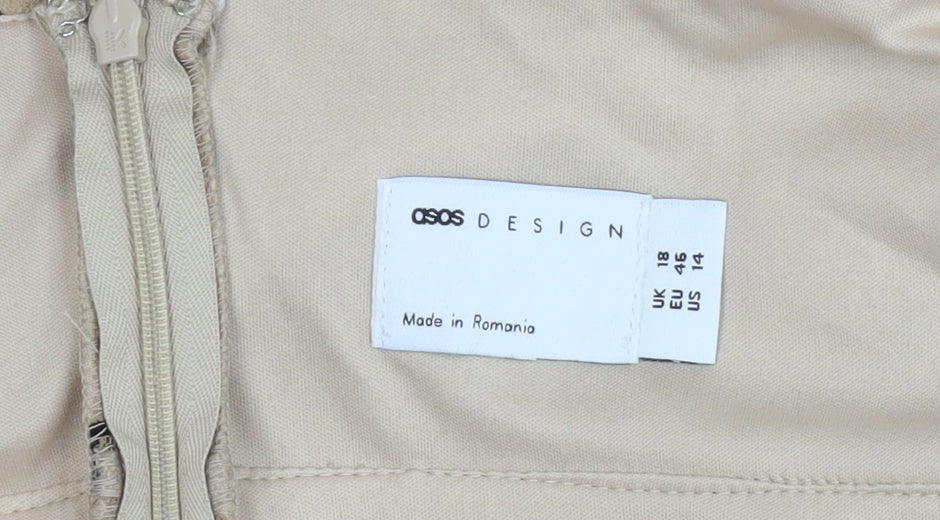 asos DESIGN
Made in Romania
UK 18
EU 46
US 14